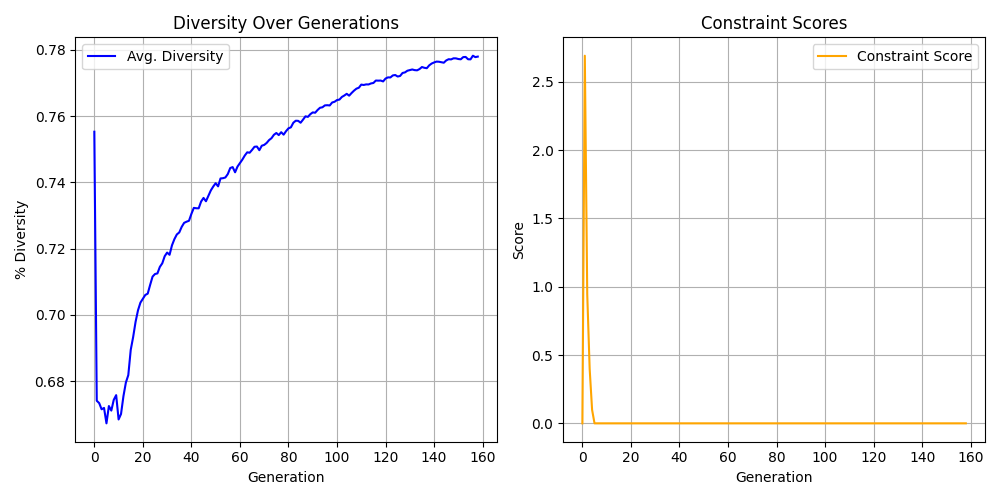 Diversity Over Generations
Avg. Diversity
% Diversity
0.78
0.76
0.74
0.72
0.70
0.68
0 20 40 60 80 100 120 140 160
Generation
Constraint Scores
Constraint Score
Score
2.5
2.0
1.5
1.0
0.5
0.0
0 20 40 60 80 100 120 140 160
Generation